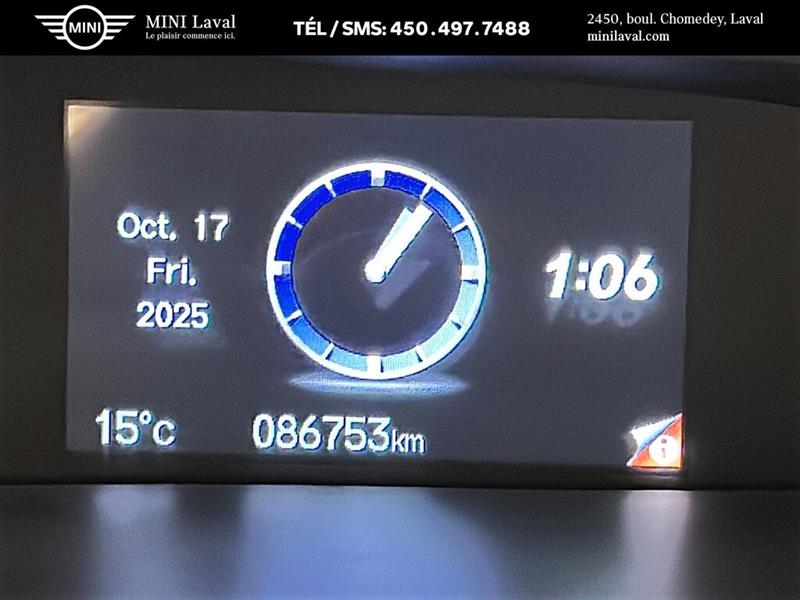 MINI
MINI Laval
Le plaisir commence ici.
TÉL / SMS: 450.497.7488
2450, boul. Chomedey, Laval
minilaval.com
Oct. 17
Fri.
2025
1:06
15°c
086753km
i